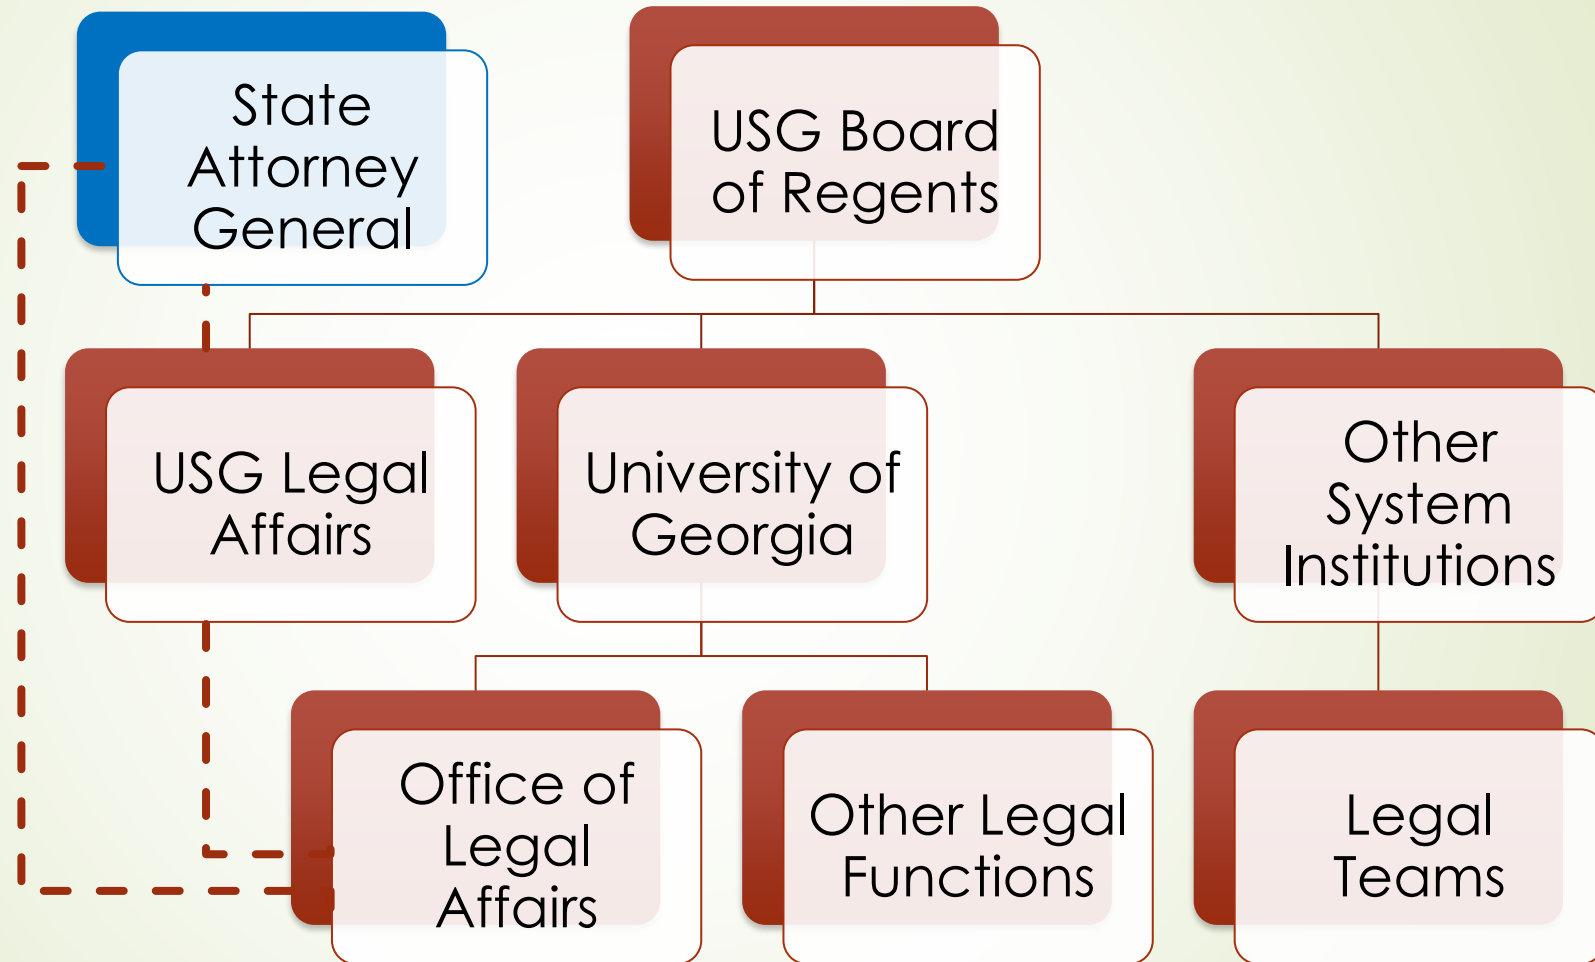 State
Attorney
General
USG Board
of Regents
USG Legal
Affairs
University of
Georgia
Other
System
Institutions
Office of
Legal
Affairs
Other Legal
Functions
Legal
Teams